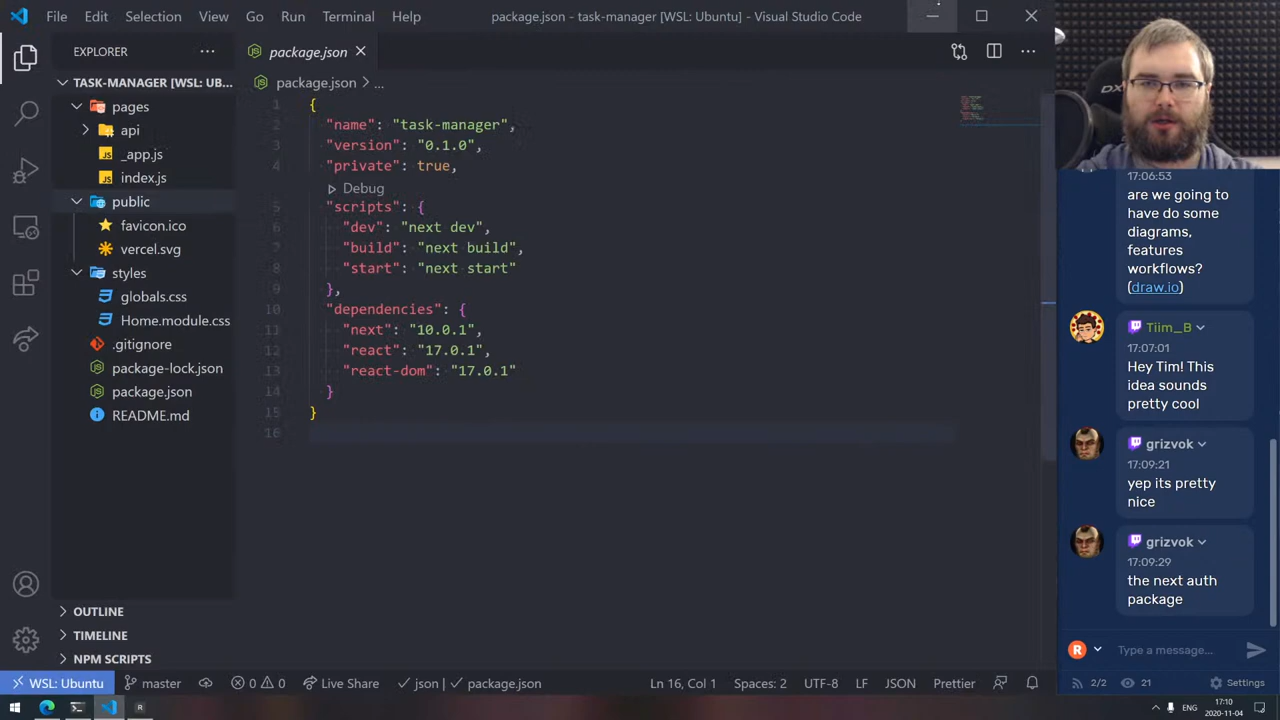 File Edit Selection View Go Run Terminal Help
package.json - task-manager [WSL: Ubuntu] - Visual Studio Code
EXPLORER
TASK-MANAGER [WSL: UB...
pages
api
_app.js
index.js
public
favicon.ico
vercel.svg
styles
globals.css
Home.module.css
.gitignore
package-lock.json
package.json
README.md
OUTLINE
TIMELINE
NPM SCRIPTS
package.json
package.json > ...
1 {
2 "name": "task-manager",
3 "version": "0.1.0",
4 "private": true,
Debug
5 "scripts": {
6 "dev": "next dev",
7 "build": "next build",
8 "start": "next start"
9 },
10 "dependencies": {
11 "next": "10.0.1",
12 "react": "17.0.1",
13 "react-dom": "17.0.1"
14 }
15 }
16
DX
17:06:53
are we going to
have do some
diagrams,
features
workflows?
(draw.io)
Tiim_B
17:07:01
Hey Tim! This
idea sounds
pretty cool
grizvok
17:09:21
yep its pretty
nice
grizvok
17:09:29
the next auth
package
R
Type a message...
2/2 21 Settings
WSL: Ubuntu master 0 0 Live Share json | package.json Ln 16, Col 1 Spaces: 2 UTF-8 LF JSON Prettier
R
ENG
17:10
2020-11-04